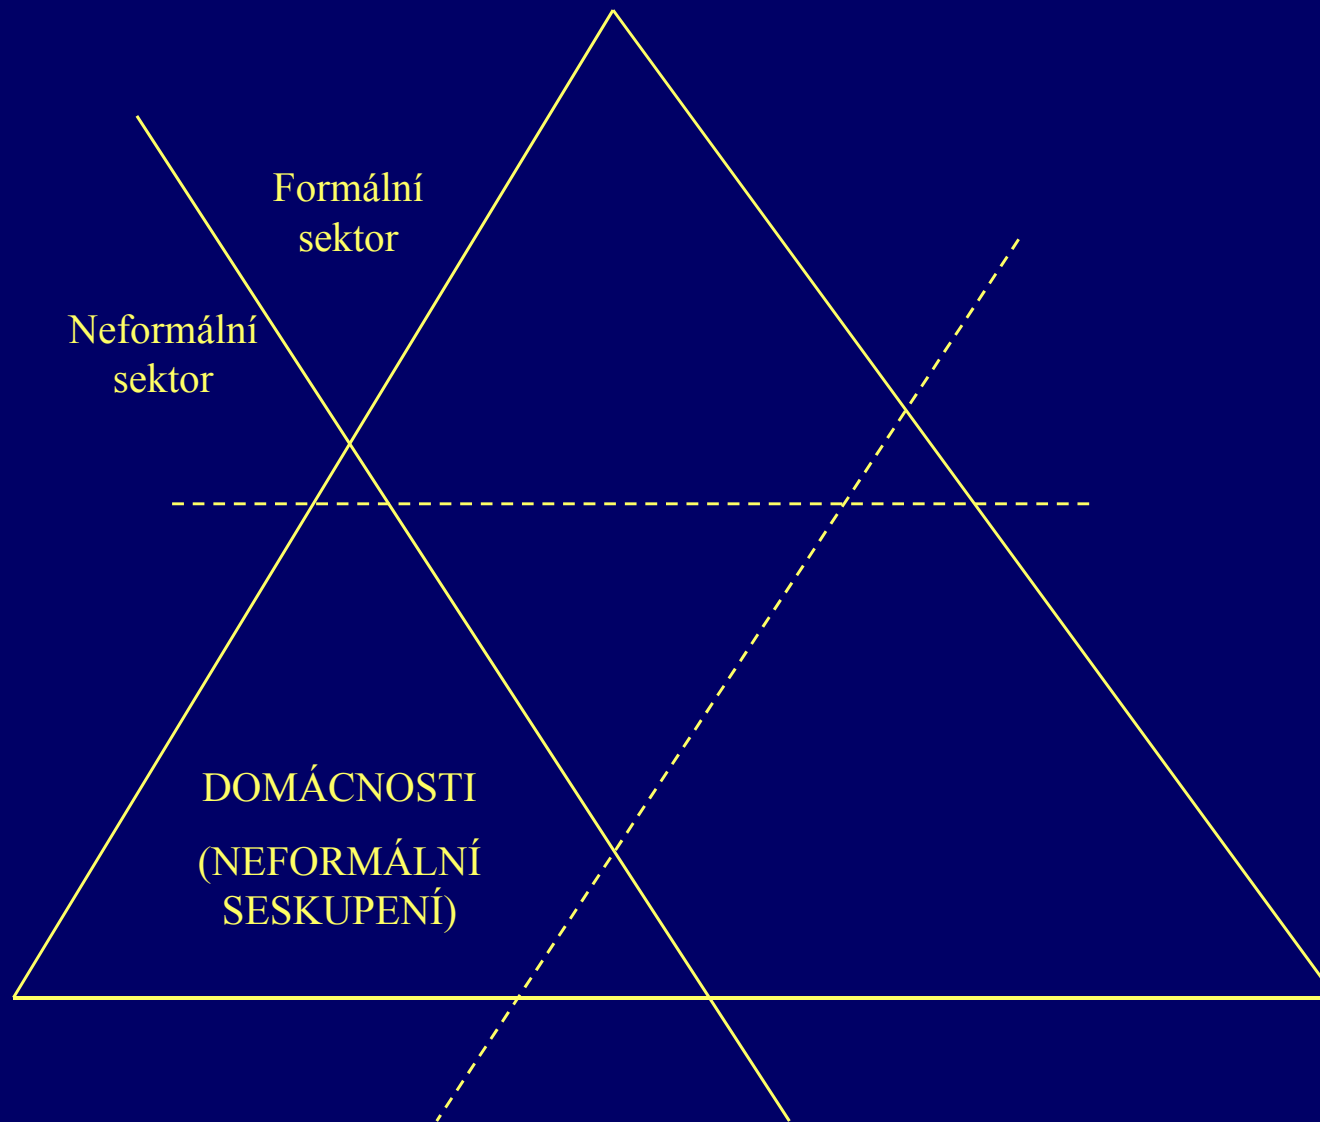 Formální
sektor
Neformální
sektor
DOMÁCNOSTI
(NEFORMÁLNÍ
SESKUPENÍ)